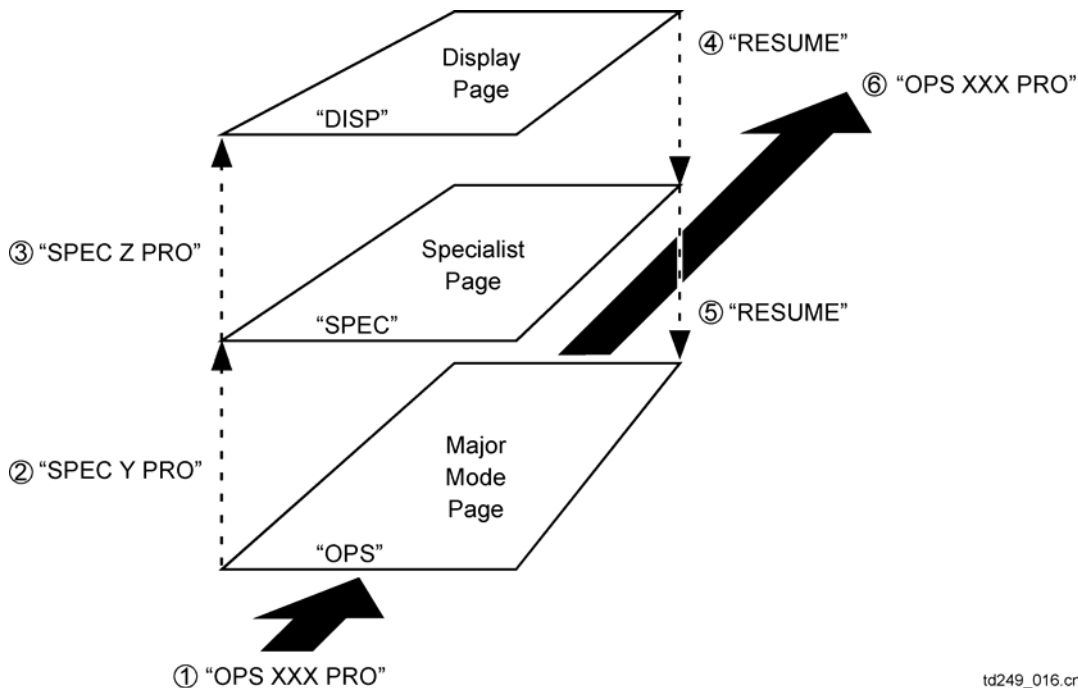 Display
Page
"DISP"
④ "RESUME"
⑥ "OPS XXX PRO"
③ "SPEC Z PRO"
Specialist
Page
"SPEC"
⑤ "RESUME"
② "SPEC Y PRO"
Major
Mode
Page
"OPS"
① "OPS XXX PRO"
td249_016.cr